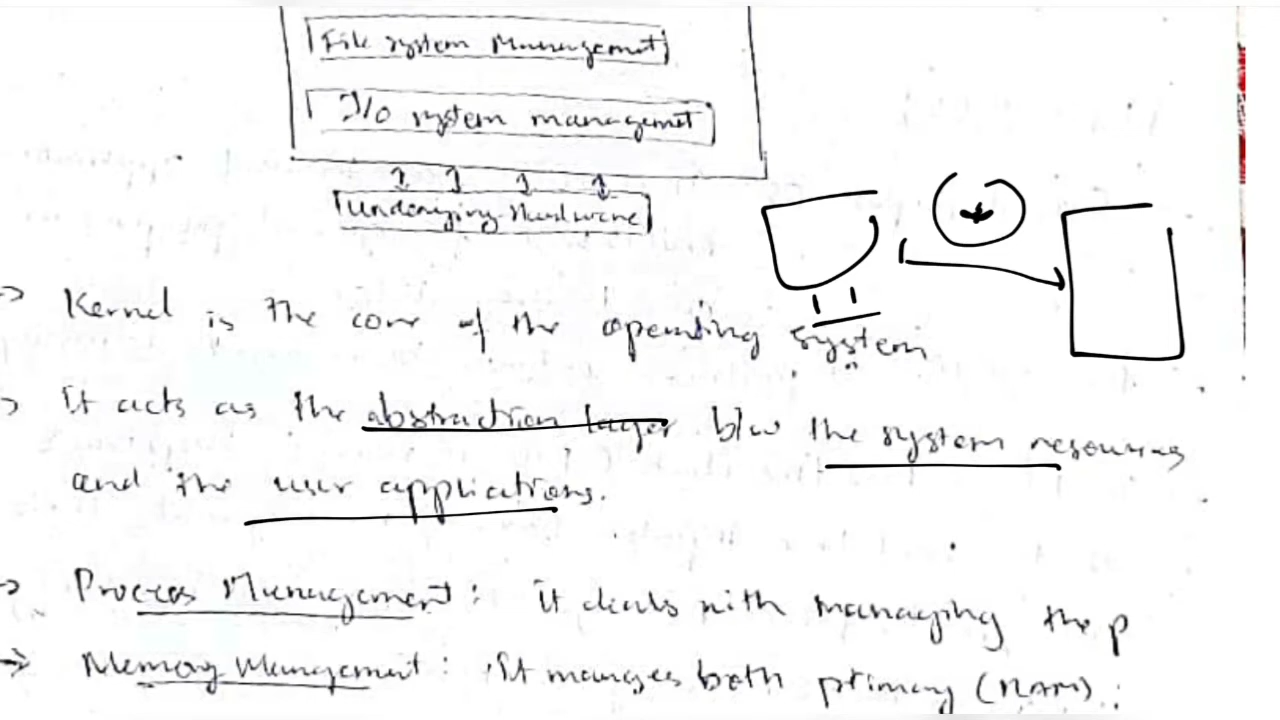 File system Management
I/O system managemet
underlying Hardware
→ Kernel is the core of the operating system
→ it acts as the abstraction layer b/w the system resources
and the user applications.
→ Process Management: it deals with managing the p
→ Memory Management: it manages both primary (RAM)